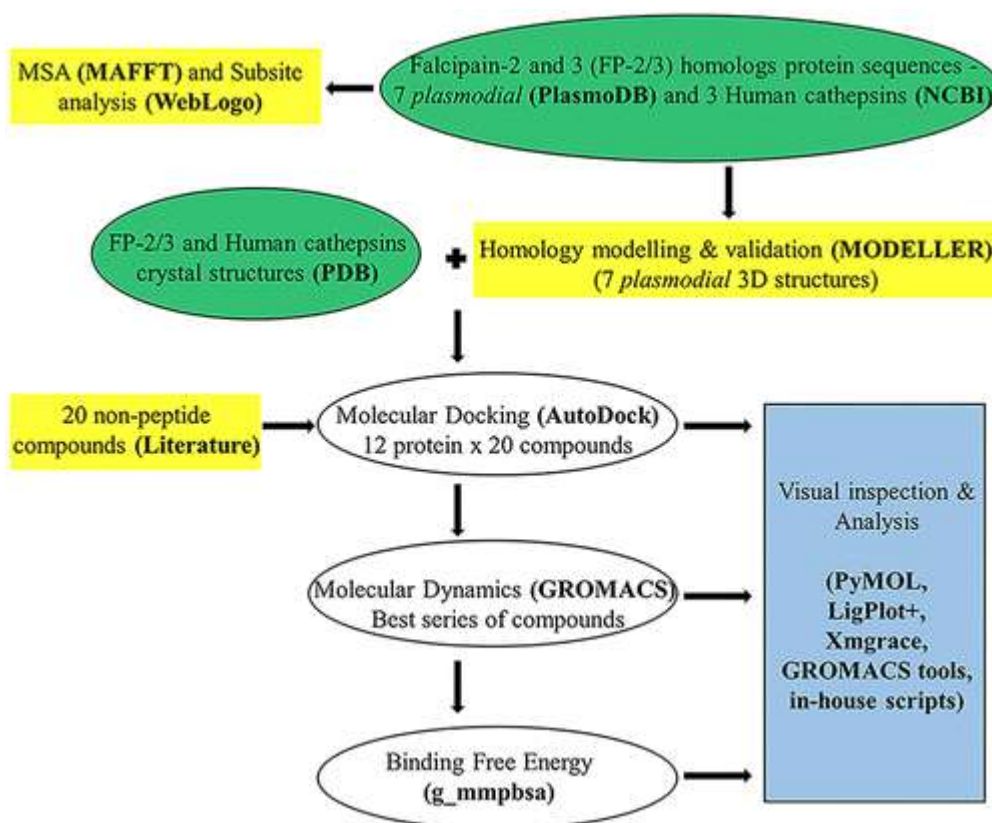 MSA (MAFFT) and Subsite
analysis (WebLogo)
Falcipain-2 and 3 (FP-2/3) homologs protein sequences -
7 plasmodial (PlasmoDB) and 3 Human cathepsins (NCBI)
FP-2/3 and Human cathepsins
crystal structures (PDB)
Homology modelling & validation (MODELLER)
(7 plasmodial 3D structures)
20 non-peptide
compounds (Literature)
Molecular Docking (AutoDock)
12 protein x 20 compounds
Molecular Dynamics (GROMACS)
Best series of compounds
Binding Free Energy
(g_mmpbsa)
Visual inspection &
Analysis
(PyMOL,
LigPlot+,
Xmgrace,
GROMACS tools,
in-house scripts)